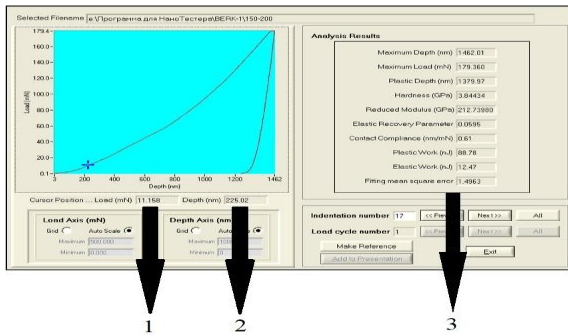 Selected Filename e:\Программа для НаноТестера\BERK-1\150-200
179.4
160.0
140.0
120.0
100.0
80.0
60.0
40.0
20.0
0.1
Load (mN)
200 400 600 800 1000 1200 1462
Depth (nm)
Cursor Position ... Load (mN) 11.158 Depth (nm) 225.02
Load Axis (mN)
Grid Auto Scale
Maximum 500.000
Minimum 0.000
Depth Axis (nm)
Grid
Maximum
Minimum 0
Analysis Results
Maximum Depth (nm) 1462.01
Maximum Load (mN) 179.360
Plastic Depth (nm) 1379.97
Hardness (GPa) 3.84434
Reduced Modulus (GPa) 212.73980
Elastic Recovery Parameter 0.0595
Contact Compliance (nm/mN) 0.61
Plastic Work (nJ) 88.78
Elastic Work (nJ) 12.47
Fitting mean square error 1.4963
Indentation number 17 Next >> All
Load cycle number 1 Next >> All
Make Reference
Add to Presentation
Exit
1 2 3